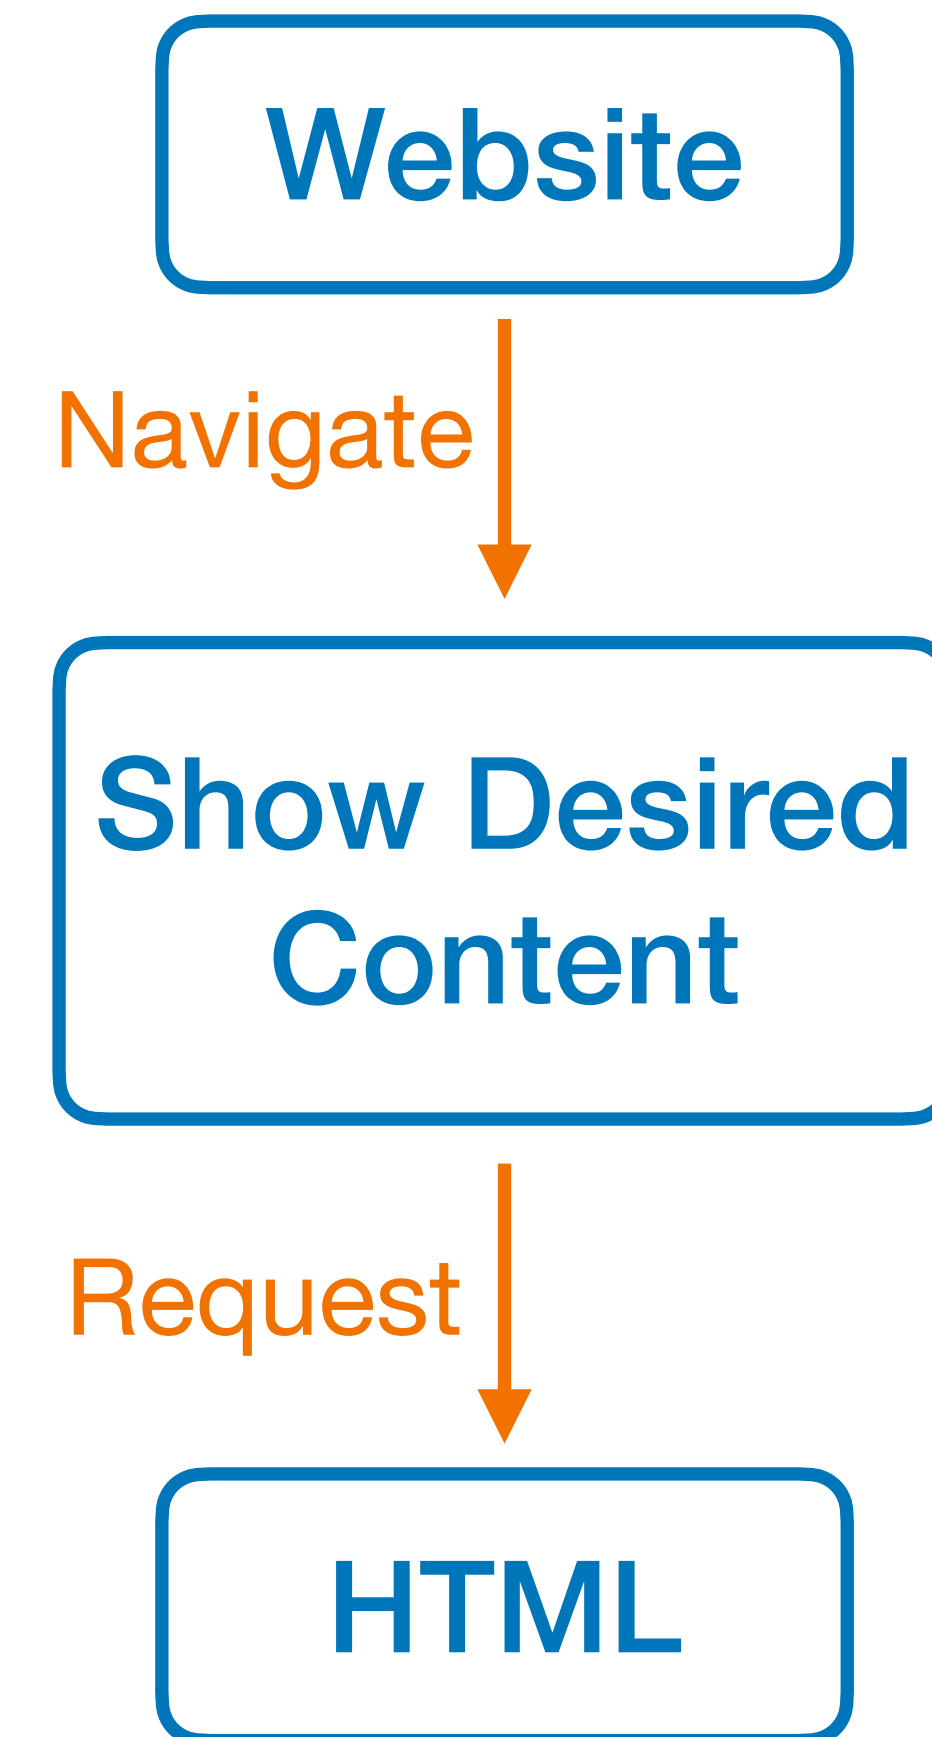 Website
Navigate
Show Desired
Content
Request
HTML